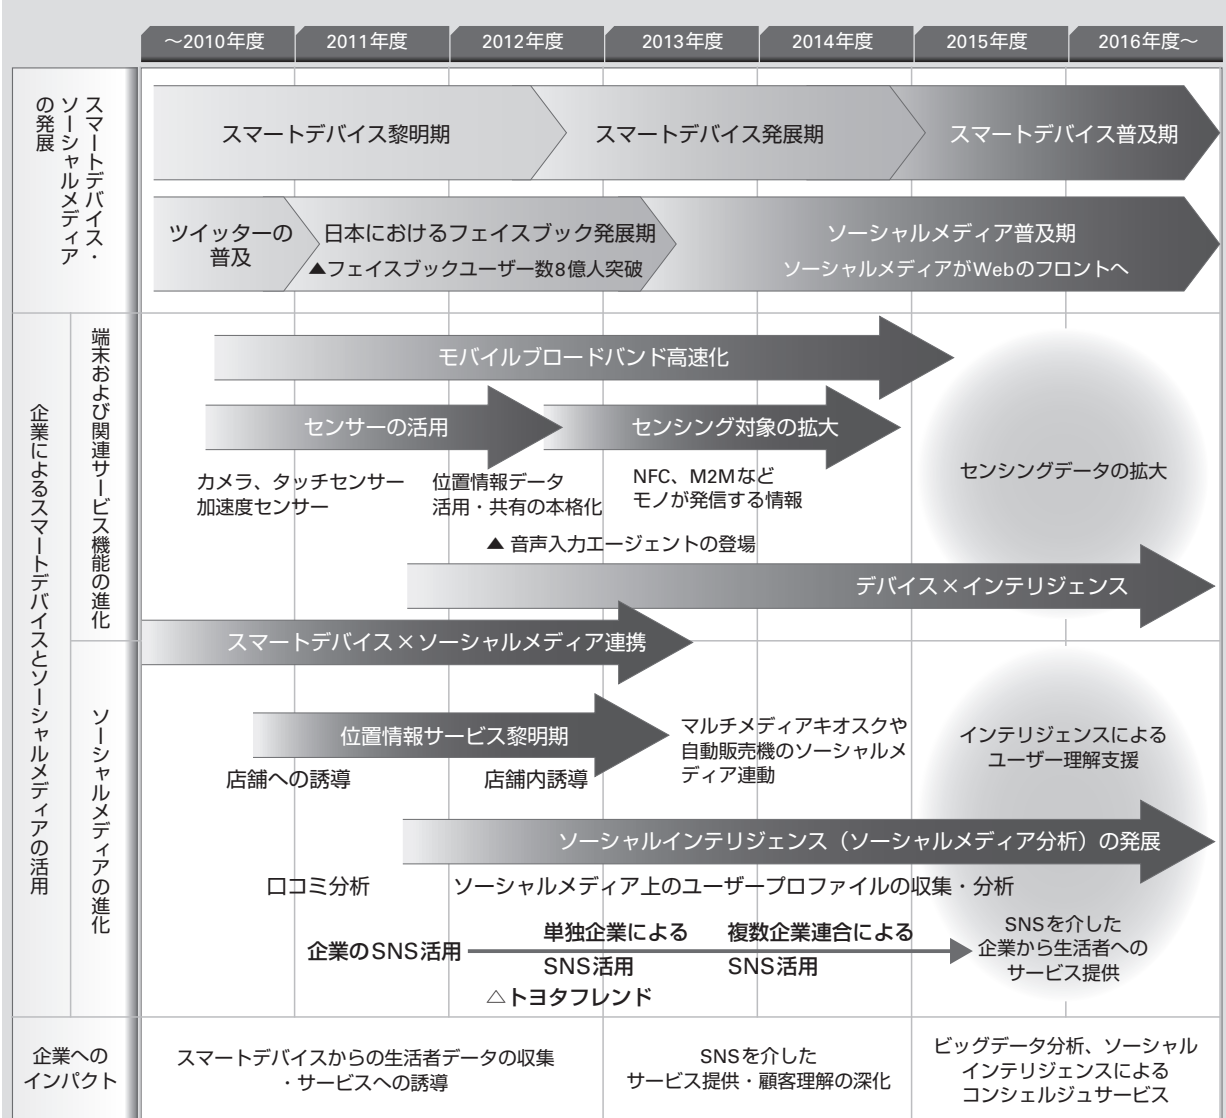 ～2010年度
2011年度
2012年度
2013年度
2014年度
2015年度
2016年度～
スマートデバイス・
ソーシャルメディア
の発展
スマートデバイス黎明期
スマートデバイス発展期
スマートデバイス普及期
ツイッターの
普及
日本におけるフェイスブック発展期
▲フェイスブックユーザー数8億人突破
ソーシャルメディア普及期
ソーシャルメディアがWebのフロントへ
企業によるスマートデバイスとソーシャルメディアの活用
端末および関連サービス機能の進化
モバイルブロードバンド高速化
センサーの活用
センシング対象の拡大
カメラ、タッチセンサー
加速度センサー
位置情報データ
活用・共有の本格化
NFC、M2Mなど
モノが発信する情報
センシングデータの拡大
▲ 音声入力エージェントの登場
デバイス×インテリジェンス
スマートデバイス×ソーシャルメディア連携
ソーシャルメディアの進化
位置情報サービス黎明期
店舗への誘導
店舗内誘導
マルチメディアキオスクや
自動販売機のソーシャルメ
ディア連動
インテリジェンスによる
ユーザー理解支援
ソーシャルインテリジェンス（ソーシャルメディア分析）の発展
口コミ分析
ソーシャルメディア上のユーザープロファイルの収集・分析
企業のSNS活用
単独企業による
SNS活用
複数企業連合による
SNS活用
△トヨタフレンド
SNSを介した
企業から生活者への
サービス提供
企業への
インパクト
スマートデバイスからの生活者データの収集
・サービスへの誘導
SNSを介した
サービス提供・顧客理解の深化
ビッグデータ分析、ソーシャル
インテリジェンスによる
コンシェルジュサービス